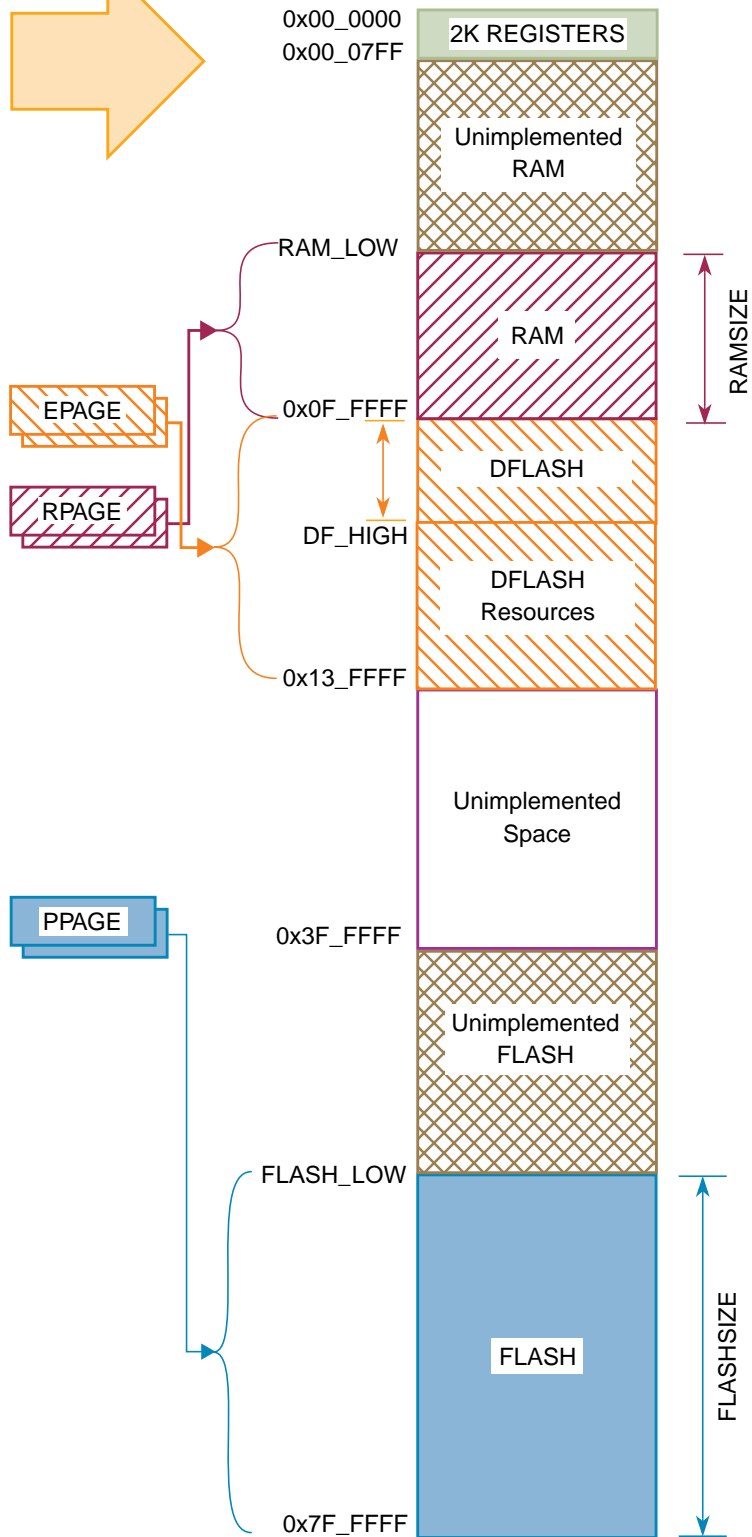 0x00_0000
2K REGISTERS
0x00_07FF
Unimplemented
RAM
RAM_LOW
RAM
RAMSIZE
EPAGE
0x0F_FFFF
DFLASH
RPAGE
DF_HIGH
DFLASH
Resources
0x13_FFFF
Unimplemented
Space
PPAGE
0x3F_FFFF
Unimplemented
FLASH
FLASH_LOW
FLASH
FLASHSIZE
0x7F_FFFF